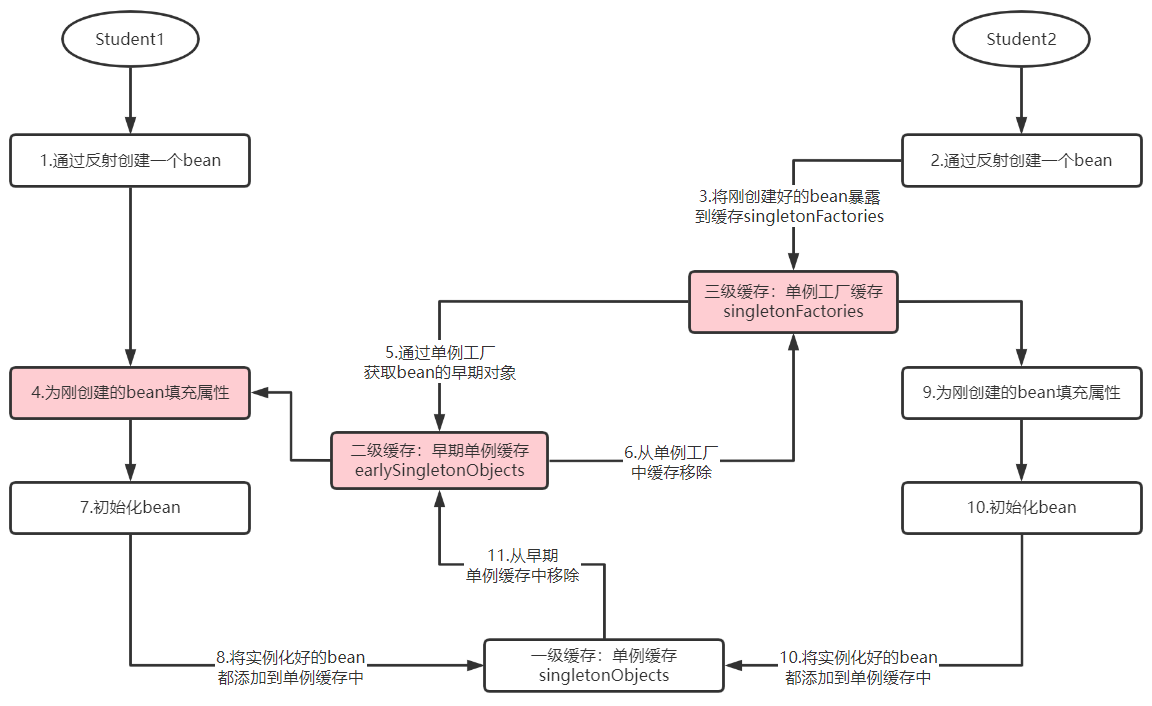 Student1
Student2
1.通过反射创建一个bean
2.通过反射创建一个bean
3.将刚创建好的bean暴露
到缓存singletonFactories
三级缓存：单例工厂缓存
singletonFactories
5.通过单例工厂
获取bean的早期对象
4.为刚创建的bean填充属性
9.为刚创建的bean填充属性
二级缓存：早期单例缓存
earlySingletonObjects
6.从单例工厂
中缓存移除
7.初始化bean
10.初始化bean
11.从早期
单例缓存中移除
8.将实例化好的bean
都添加到单例缓存中
一级缓存：单例缓存
singletonObjects
10.将实例化好的bean
都添加到单例缓存中